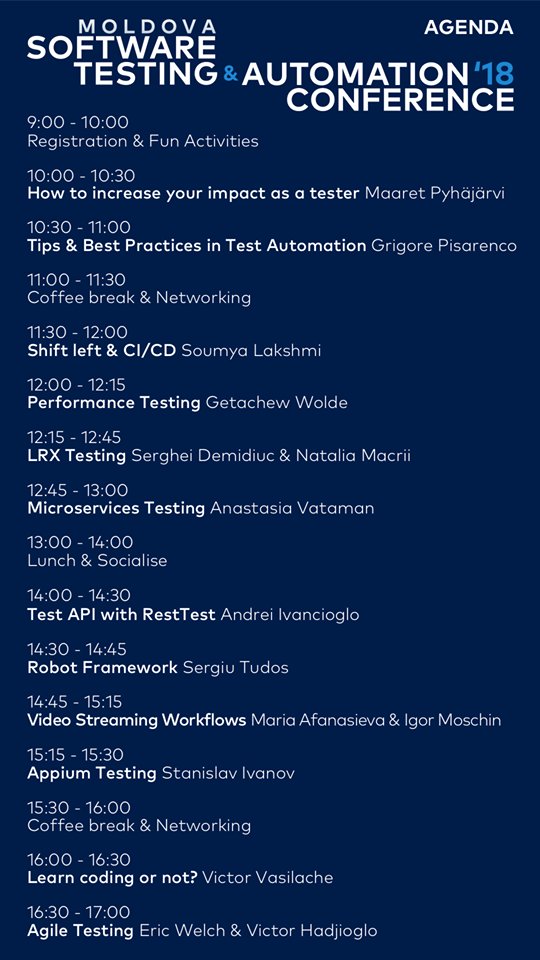 MOLDOVA
SOFTWARE
TESTING & AUTOMATION '18
CONFERENCE
AGENDA
9:00 - 10:00
Registration & Fun Activities
10:00 - 10:30
How to increase your impact as a tester Maaret Pyhäjärvi
10:30 - 11:00
Tips & Best Practices in Test Automation Grigore Pisarenco
11:00 - 11:30
Coffee break & Networking
11:30 - 12:00
Shift left & CI/CD Soumya Lakshmi
12:00 - 12:15
Performance Testing Getachew Wolde
12:15 - 12:45
LRX Testing Serghei Demidiuc & Natalia Macrii
12:45 - 13:00
Microservices Testing Anastasia Vataman
13:00 - 14:00
Lunch & Socialise
14:00 - 14:30
Test API with RestTest Andrei Ivancioglo
14:30 - 14:45
Robot Framework Sergiu Tudos
14:45 - 15:15
Video Streaming Workflows Maria Afanasieva & Igor Moschin
15:15 - 15:30
Appium Testing Stanislav Ivanov
15:30 - 16:00
Coffee break & Networking
16:00 - 16:30
Learn coding or not? Victor Vasilache
16:30 - 17:00
Agile Testing Eric Welch & Victor Hadjioglo